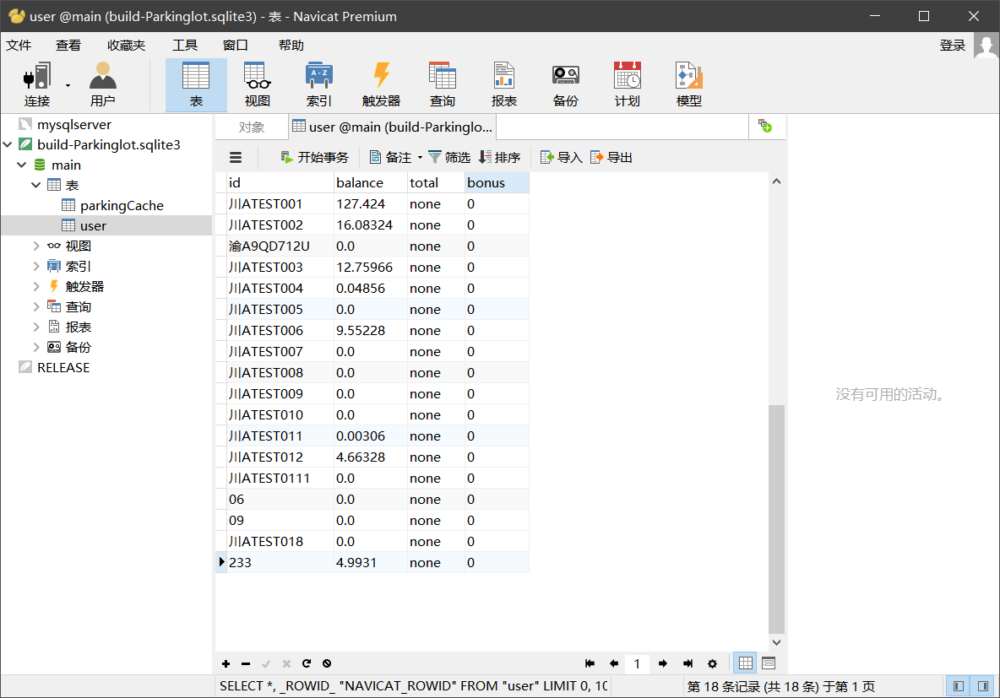 user @main (build-Parkinglot.sqlite3) - 表 - Navicat Premium
文件 查看 收藏夹 工具 窗口 帮助 登录
连接 用户 表 视图 索引 触发器 查询 报表 备份 计划 模型
mysqlserver
build-Parkinglot.sqlite3
main
表
parkingCache
user
视图
索引
触发器
查询
报表
备份
RELEASE
对象 user @main (build-Parkinglo...
开始事务 备注 筛选 排序 导入 导出
id balance total bonus
川ATEST001 127.424 none 0
川ATEST002 16.08324 none 0
渝A9QD712U 0.0 none 0
川ATEST003 12.75966 none 0
川ATEST004 0.04856 none 0
川ATEST005 0.0 none 0
川ATEST006 9.55228 none 0
川ATEST007 0.0 none 0
川ATEST008 0.0 none 0
川ATEST009 0.0 none 0
川ATEST010 0.0 none 0
川ATEST011 0.00306 none 0
川ATEST012 4.66328 none 0
川ATEST0111 0.0 none 0
06 0.0 none 0
09 0.0 none 0
川ATEST018 0.0 none 0
233 4.9931 none 0
没有可用的活动。
1
SELECT *, _ROWID_ "NAVICAT_ROWID" FROM "user" LIMIT 0, 10
第 18 条记录 (共 18 条) 于第 1 页